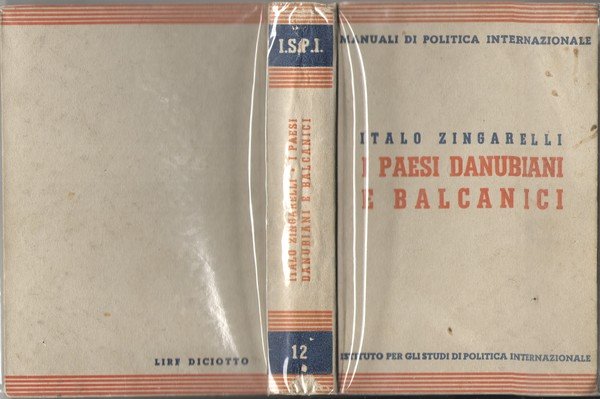 LIRE DICIOTTO
I.S.P.I.
ITALO ZINGARELLI - I PAESI
DANUBIANI E BALCANICI
12
MANUALI DI POLITICA INTERNAZIONALE
ITALO ZINGARELLI
I PAESI DANUBIANI
E BALCANICI
ISTITUTO PER GLI STUDI DI POLITICA INTERNAZIONALE